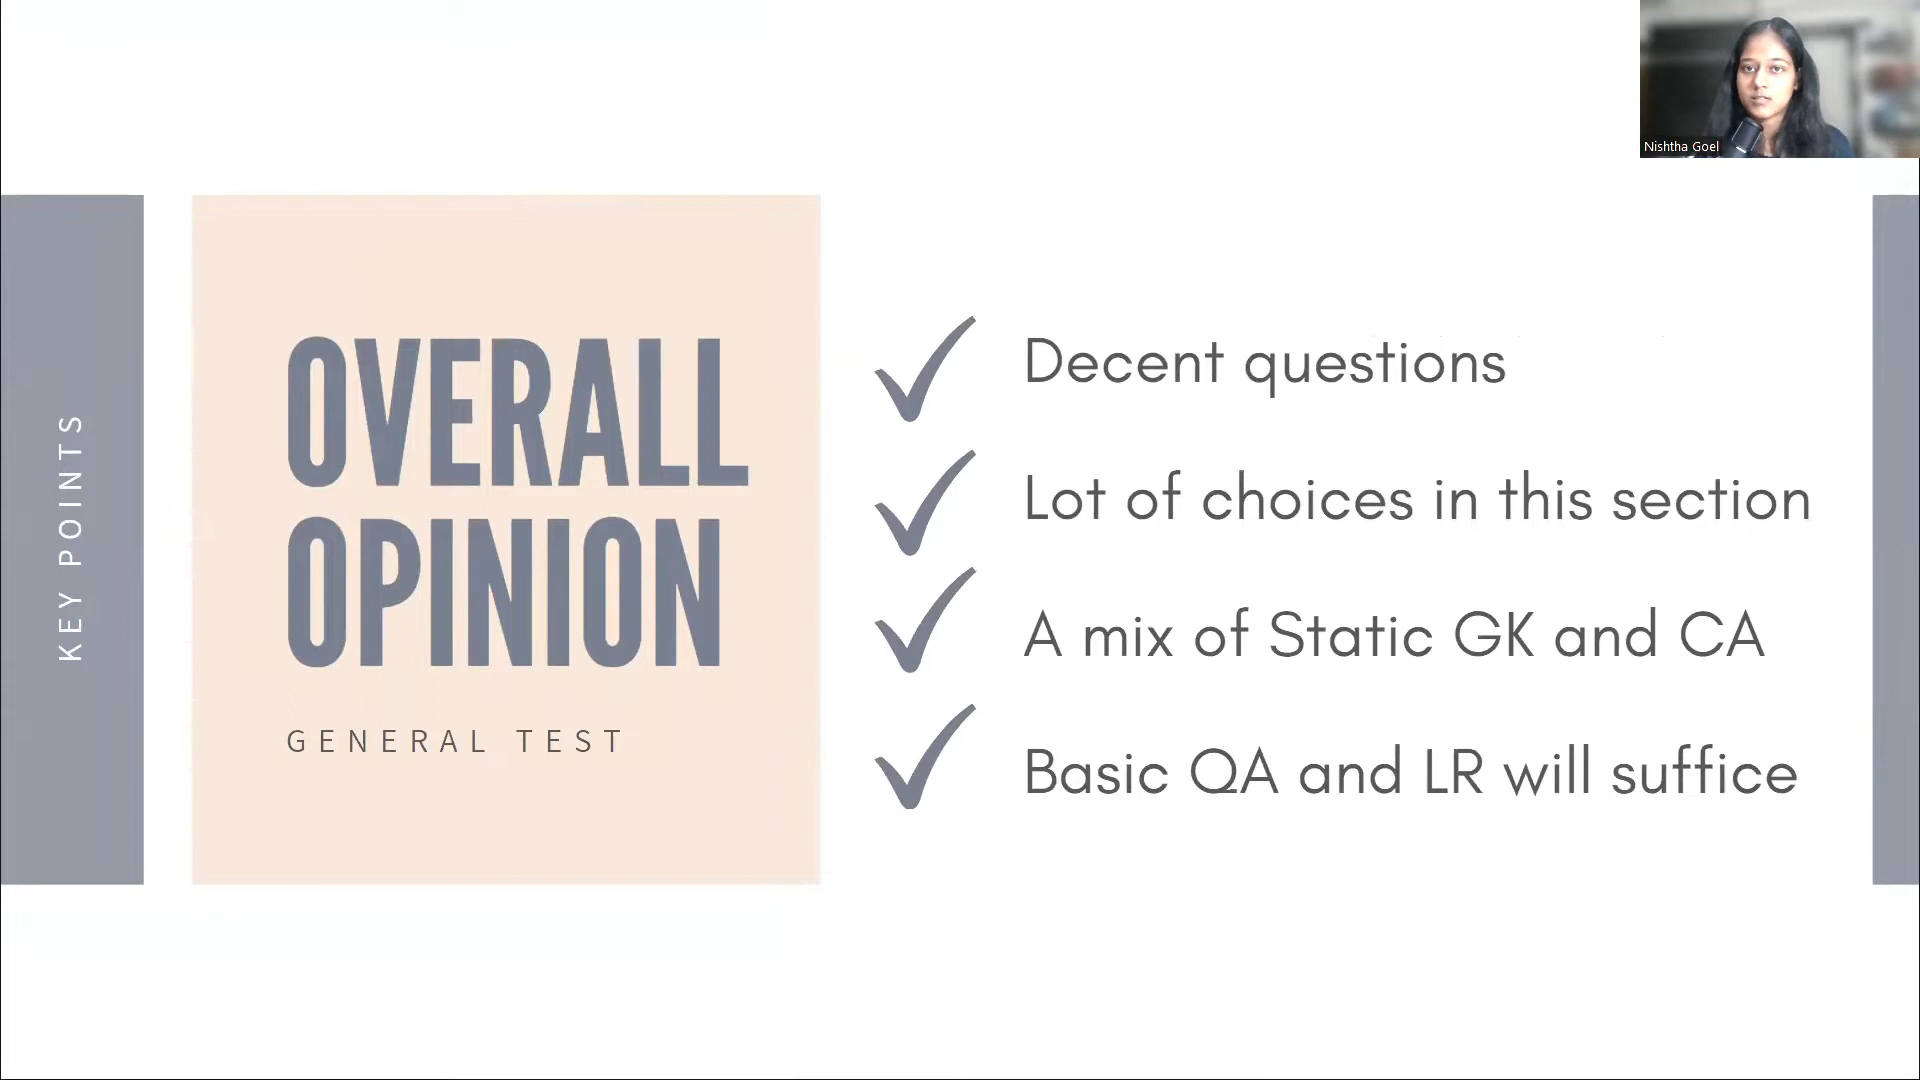 Nishtha Goel
KEY POINTS
OVERALL
OPINION
GENERAL TEST
Decent questions
Lot of choices in this section
A mix of Static GK and CA
Basic QA and LR will suffice